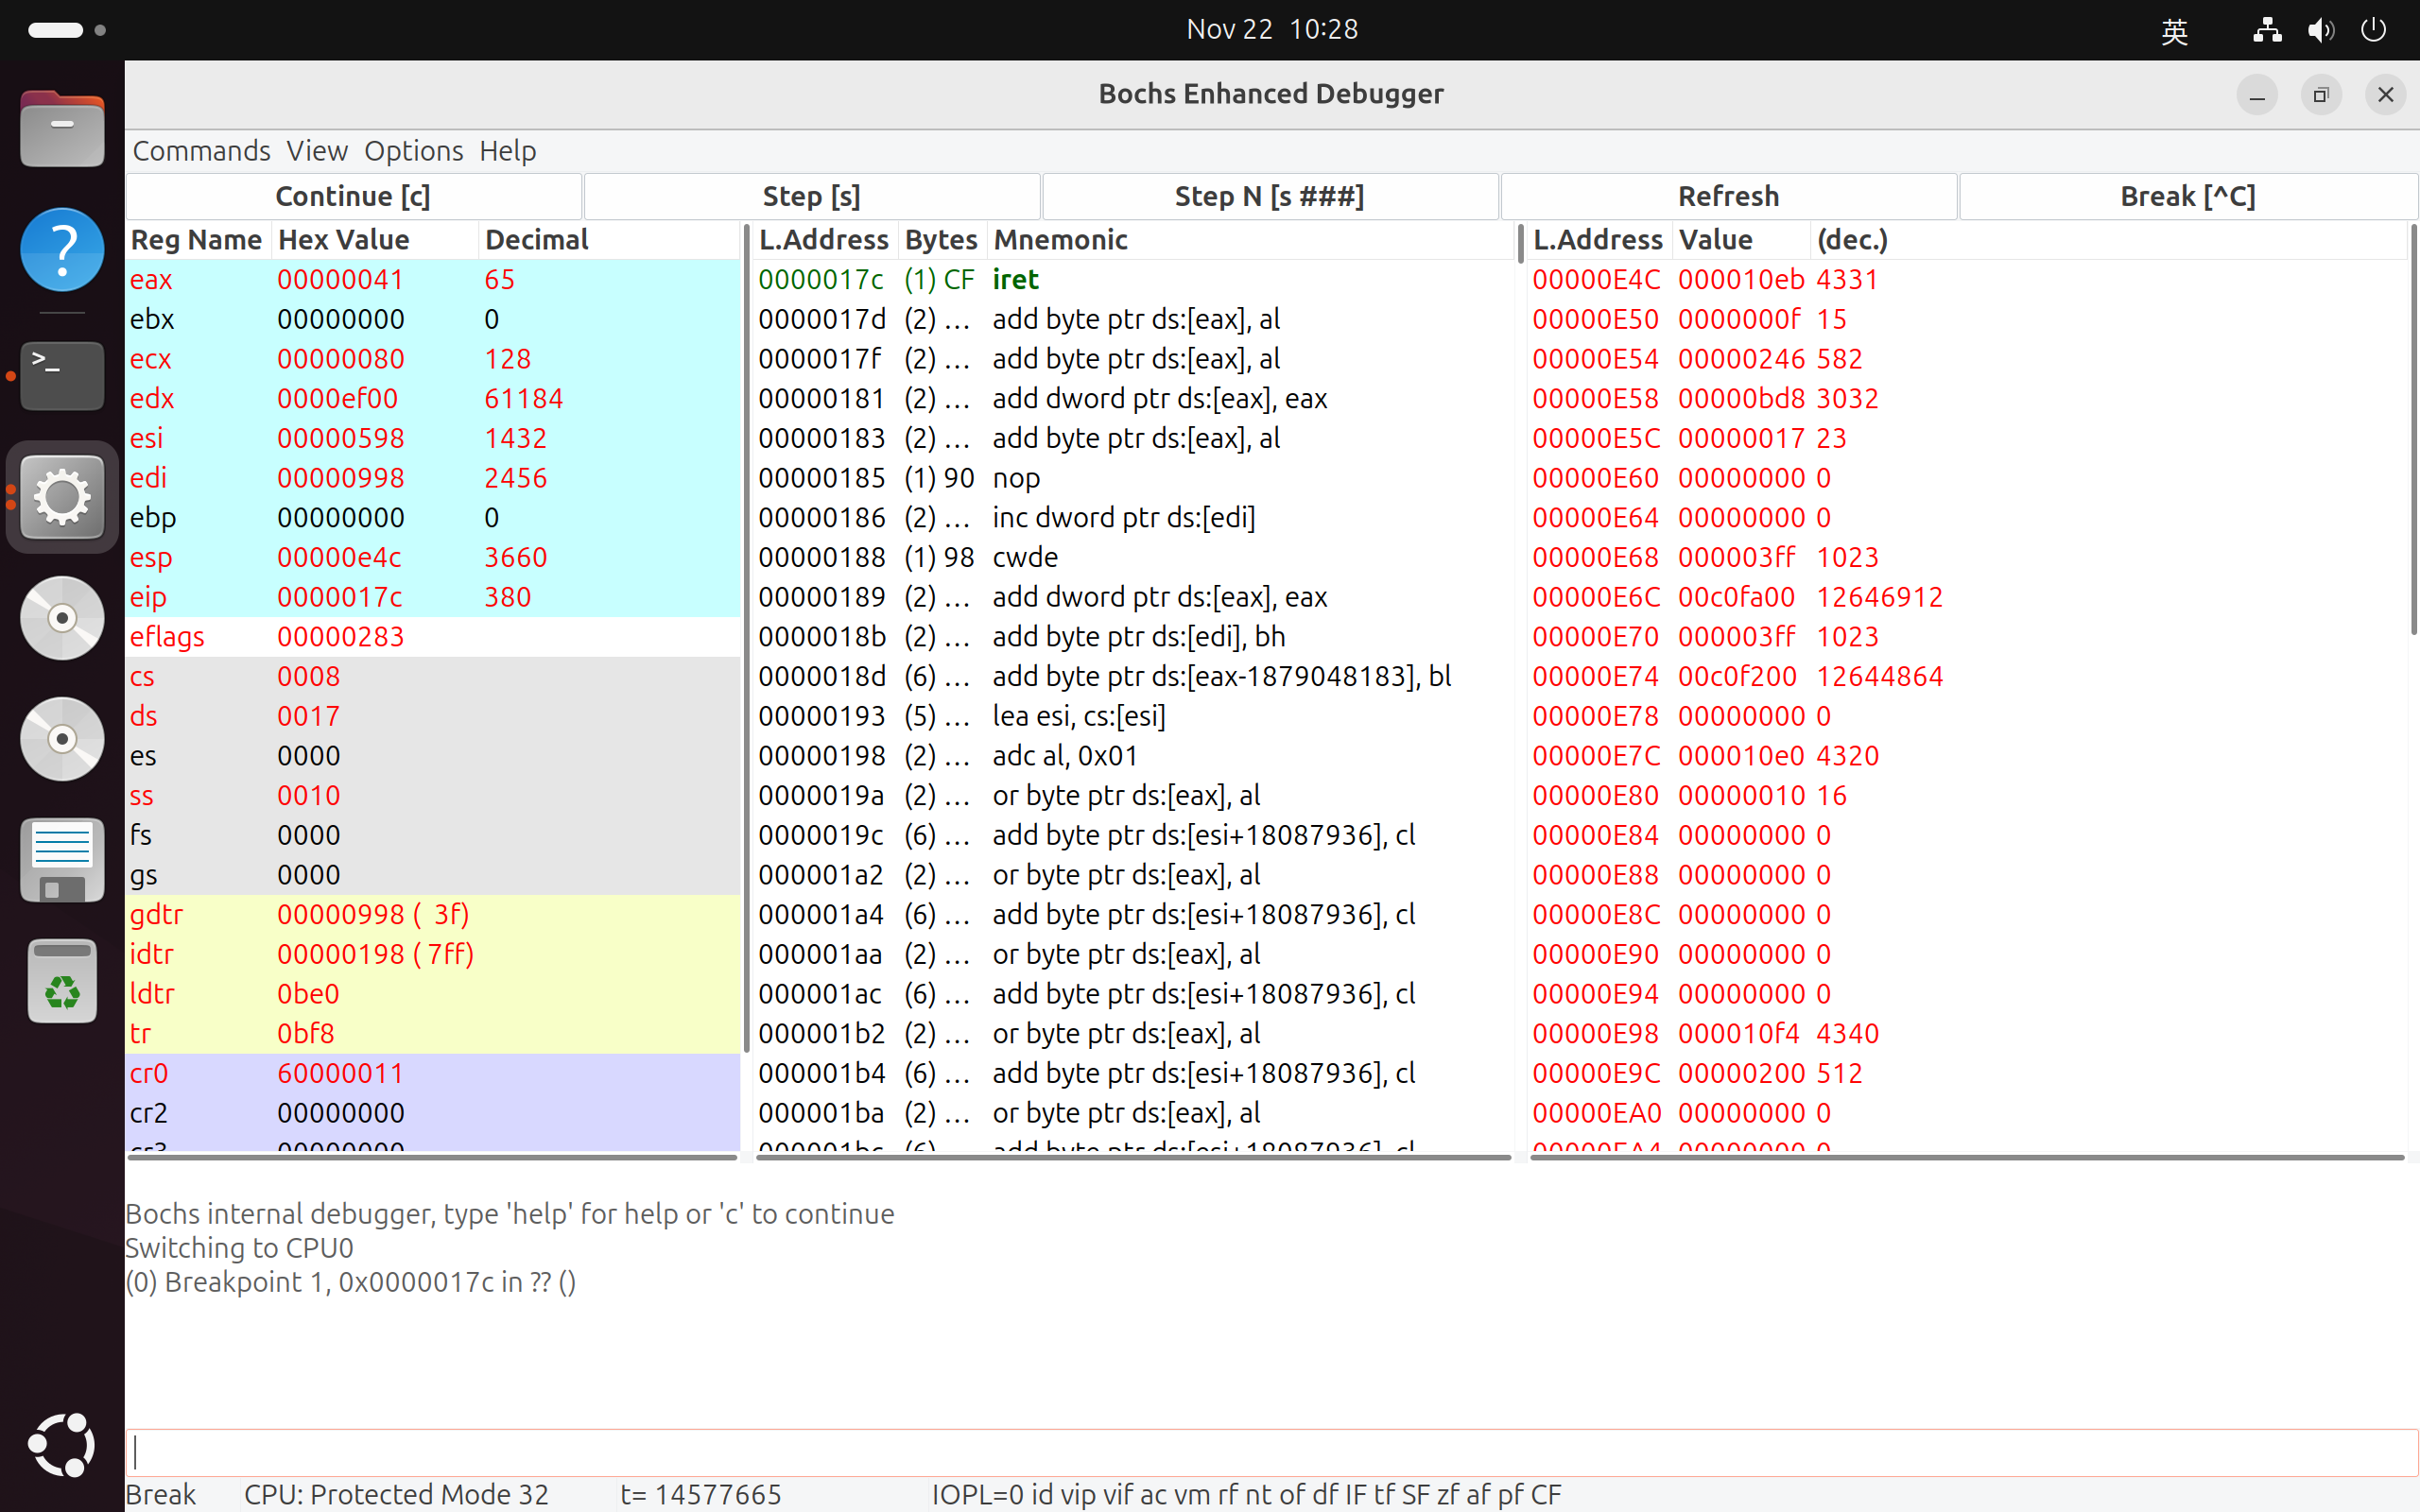 Nov 22 10:28
英
Bochs Enhanced Debugger
Commands View Options Help
Continue [c] Step [s] Step N [s ###] Refresh Break [^C]
Reg Name Hex Value Decimal
eax 00000041 65
ebx 00000000 0
ecx 00000080 128
edx 0000ef00 61184
esi 00000598 1432
edi 00000998 2456
ebp 00000000 0
esp 00000e4c 3660
eip 0000017c 380
eflags 00000283
cs 0008
ds 0017
es 0000
ss 0010
fs 0000
gs 0000
gdtr 00000998 ( 3f)
idtr 00000198 ( 7ff)
ldtr 0be0
tr 0bf8
cr0 60000011
cr2 00000000
cr3 00000000
L.Address Bytes Mnemonic
0000017c (1) CF iret
0000017d (2) … add byte ptr ds:[eax], al
0000017f (2) … add byte ptr ds:[eax], al
00000181 (2) … add dword ptr ds:[eax], eax
00000183 (2) … add byte ptr ds:[eax], al
00000185 (1) 90 nop
00000186 (2) … inc dword ptr ds:[edi]
00000188 (1) 98 cwde
00000189 (2) … add dword ptr ds:[eax], eax
0000018b (2) … add byte ptr ds:[edi], bh
0000018d (6) … add byte ptr ds:[eax-1879048183], bl
00000193 (5) … lea esi, cs:[esi]
00000198 (2) … adc al, 0x01
0000019a (2) … or byte ptr ds:[eax], al
0000019c (6) … add byte ptr ds:[esi+18087936], cl
000001a2 (2) … or byte ptr ds:[eax], al
000001a4 (6) … add byte ptr ds:[esi+18087936], cl
000001aa (2) … or byte ptr ds:[eax], al
000001ac (6) … add byte ptr ds:[esi+18087936], cl
000001b2 (2) … or byte ptr ds:[eax], al
000001b4 (6) … add byte ptr ds:[esi+18087936], cl
000001ba (2) … or byte ptr ds:[eax], al
000001bc (6) … add byte ptr ds:[esi+18087936], cl
L.Address Value (dec.)
00000E4C 000010eb 4331
00000E50 0000000f 15
00000E54 00000246 582
00000E58 00000bd8 3032
00000E5C 00000017 23
00000E60 00000000 0
00000E64 00000000 0
00000E68 000003ff 1023
00000E6C 00c0fa00 12646912
00000E70 000003ff 1023
00000E74 00c0f200 12644864
00000E78 00000000 0
00000E7C 000010e0 4320
00000E80 00000010 16
00000E84 00000000 0
00000E88 00000000 0
00000E8C 00000000 0
00000E90 00000000 0
00000E94 00000000 0
00000E98 000010f4 4340
00000E9C 00000200 512
00000EA0 00000000 0
00000EA4 00000000 0
Bochs internal debugger, type 'help' for help or 'c' to continue
Switching to CPU0
(0) Breakpoint 1, 0x0000017c in ?? ()
Break CPU: Protected Mode 32 t= 14577665 IOPL=0 id vip vif ac vm rf nt of df IF tf SF zf af pf CF